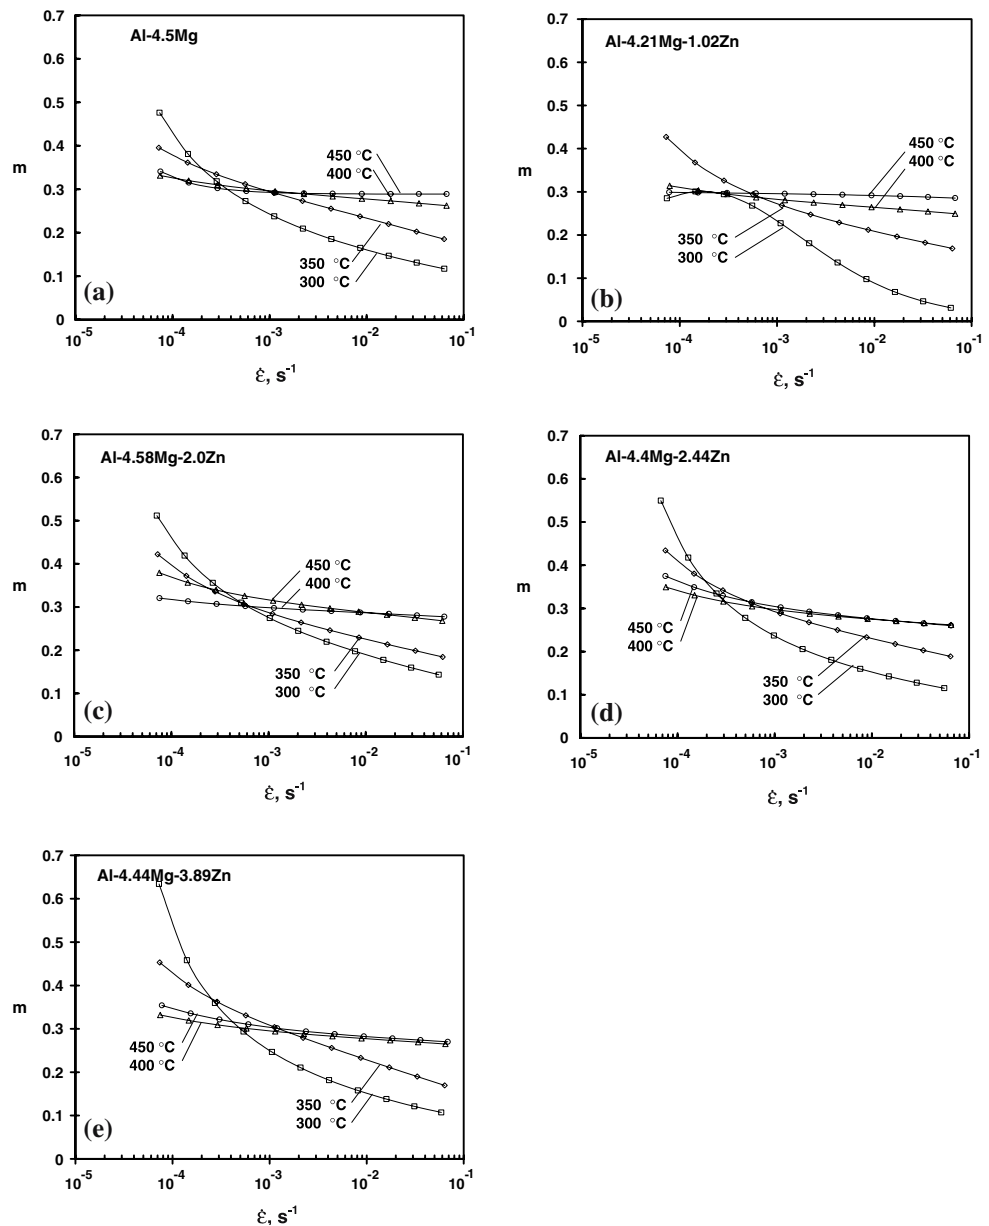 0.7
Al-4.5Mg
0.6
0.5
0.4
m
450 °C
400 °C
0.3
0.2
350 °C
300 °C
0.1
(a)
0
10-5
10-4
10-3
10-2
10-1
ε̇, s-1
0.7
Al-4.21Mg-1.02Zn
0.6
0.5
0.4
m
450 °C
400 °C
0.3
0.2
350 °C
300 °C
0.1
(b)
0
10-5
10-4
10-3
10-2
10-1
ε̇, s-1
0.7
Al-4.58Mg-2.0Zn
0.6
0.5
0.4
m
450 °C
400 °C
0.3
0.2
350 °C
300 °C
0.1
(c)
0
10-5
10-4
10-3
10-2
10-1
ε̇, s-1
0.7
Al-4.4Mg-2.44Zn
0.6
0.5
0.4
m
0.3
450 °C
400 °C
0.2
350 °C
300 °C
0.1
(d)
0
10-5
10-4
10-3
10-2
10-1
ε̇, s-1
0.7
Al-4.44Mg-3.89Zn
0.6
0.5
0.4
m
0.3
450 °C
400 °C
0.2
350 °C
300 °C
0.1
(e)
0
10-5
10-4
10-3
10-2
10-1
ε̇, s-1